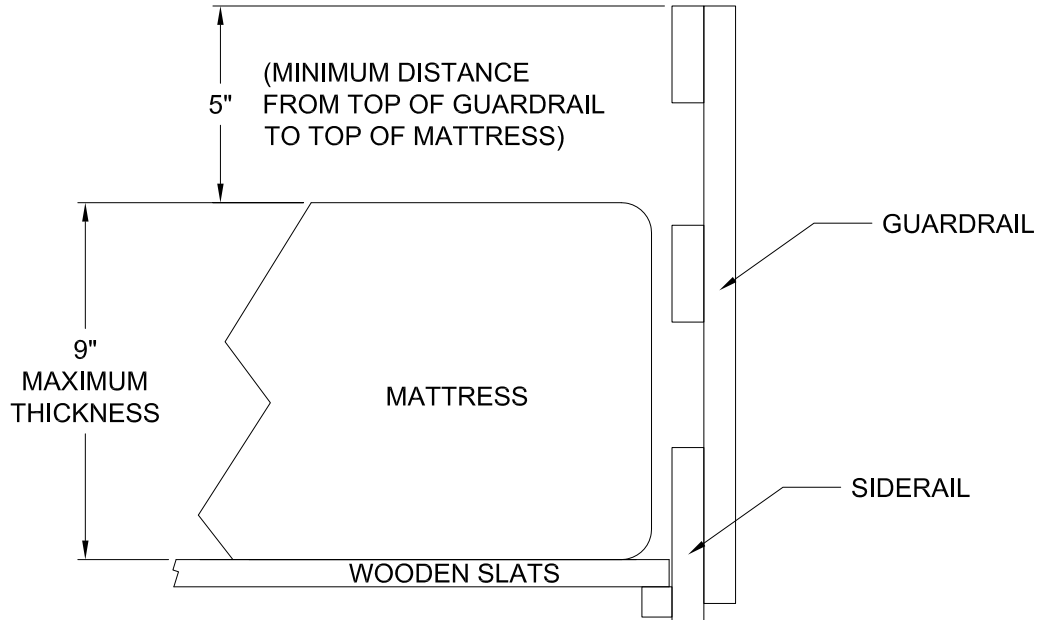 5"
(MINIMUM DISTANCE
FROM TOP OF GUARDRAIL
TO TOP OF MATTRESS)
GUARDRAIL
9"
MAXIMUM
THICKNESS
MATTRESS
SIDERAIL
WOODEN SLATS